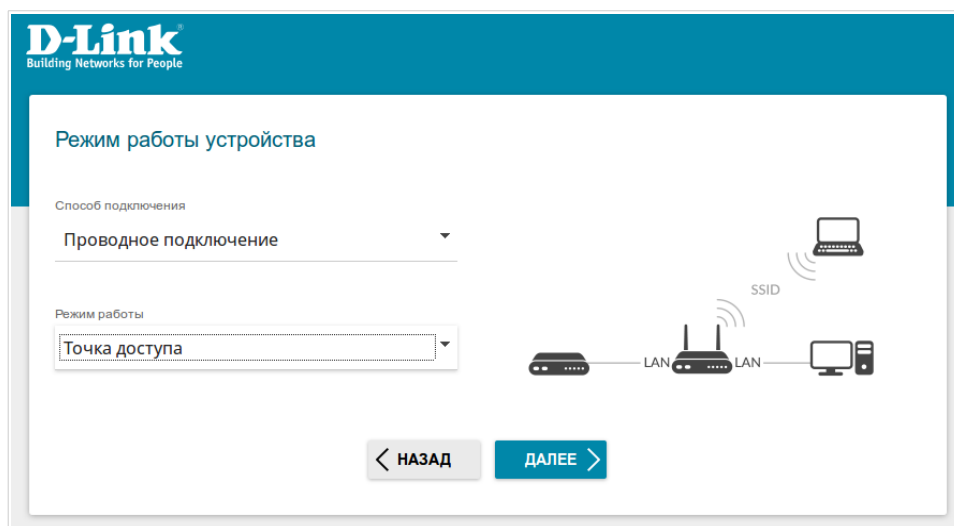 D-Link
Building Networks for People
Режим работы устройства
Способ подключения
Проводное подключение
Режим работы
Точка доступа
SSID
LAN
LAN
НАЗАД
ДАЛЕЕ